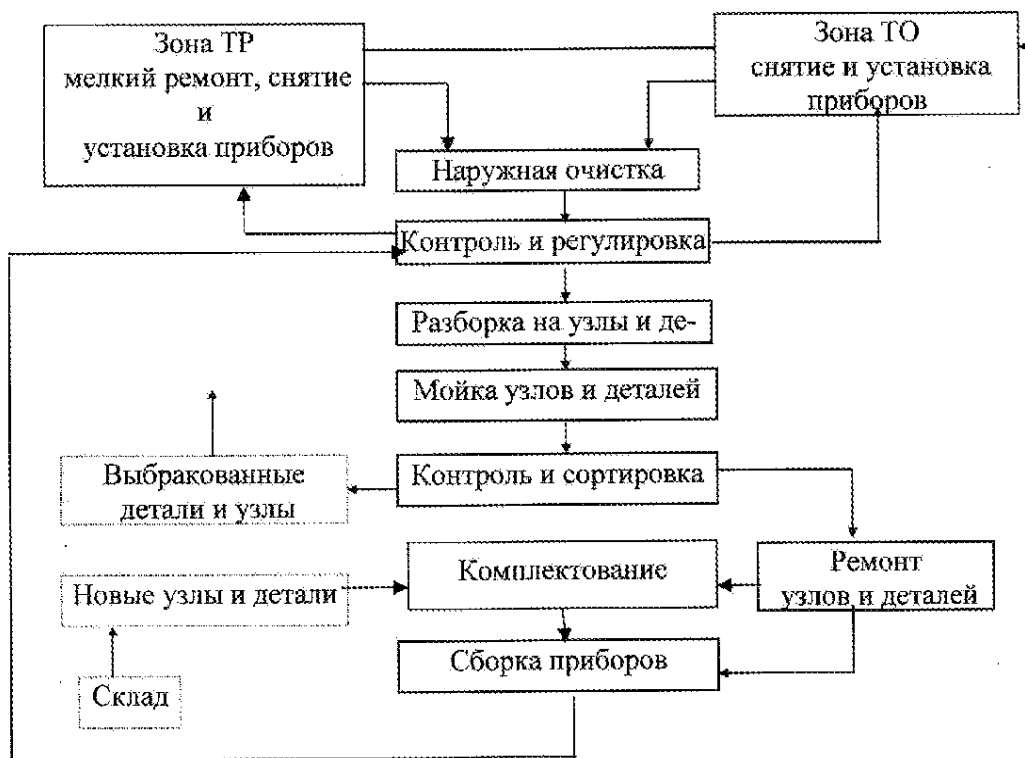 Зона ТР
мелкий ремонт, снятие
и
установка приборов
Зона ТО
снятие и установка
приборов
Наружная очистка
Контроль и регулировка
Разборка на узлы и де-
Мойка узлов и деталей
Контроль и сортировка
Выбракованные
детали и узлы
Комплектование
Ремонт
узлов и деталей
Новые узлы и детали
Сборка приборов
Склад